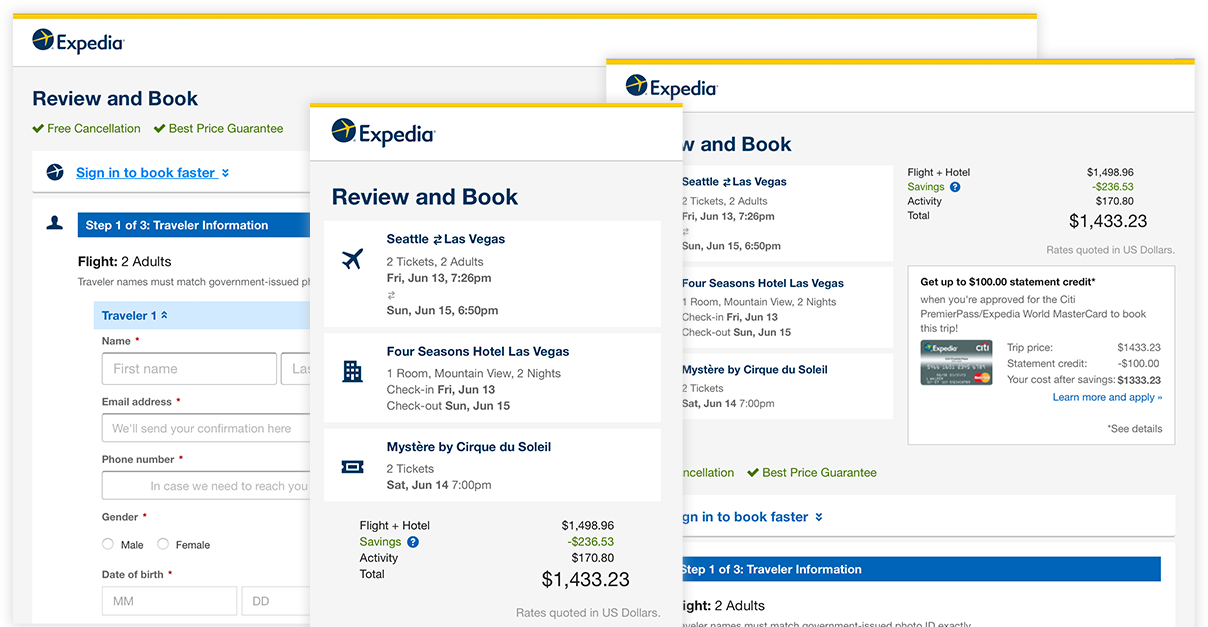 Expedia
Review and Book
Free Cancellation Best Price Guarantee
Sign in to book faster
Step 1 of 3: Traveler Information
Flight: 2 Adults
Traveler names must match government-issued
Traveler 1
Name *
First name
Email address *
We'll send your confirmation here
Phone number *
In case we need to reach you
Gender *
Male Female
Date of birth *
MM DD
Expedia
Review and Book
Seattle ⇄ Las Vegas
2 Tickets, 2 Adults
Fri, Jun 13, 7:26pm
⇄
Sun, Jun 15, 6:50pm
Four Seasons Hotel Las Vegas
1 Room, Mountain View, 2 Nights
Check-in Fri, Jun 13
Check-out Sun, Jun 15
Mystère by Cirque du Soleil
2 Tickets
Sat, Jun 14 7:00pm
Flight + Hotel $1,498.96
Savings ? -$236.53
Activity $170.80
Total $1,433.23
Rates quoted in US Dollars.
Expedia
w and Book
Seattle ⇄ Las Vegas
2 Tickets, 2 Adults
Fri, Jun 13, 7:26pm
⇄
Sun, Jun 15, 6:50pm
Four Seasons Hotel Las Vegas
1 Room, Mountain View, 2 Nights
Check-in Fri, Jun 13
Check-out Sun, Jun 15
Mystère by Cirque du Soleil
2 Tickets
Sat, Jun 14 7:00pm
Flight + Hotel $1,498.96
Savings ? -$236.53
Activity $170.80
Total $1,433.23
Rates quoted in US Dollars.
Get up to $100.00 statement credit*
when you're approved for the Citi
PremierPass/Expedia World MasterCard to book
this trip!
Expedia citi
Trip price: $1433.23
Statement credit: -$100.00
Your cost after savings: $1333.23
Learn more and apply »
*See details
ncellation Best Price Guarantee
gn in to book faster
Step 1 of 3: Traveler Information
ight: 2 Adults
veler names must match government-issued photo ID exactly.